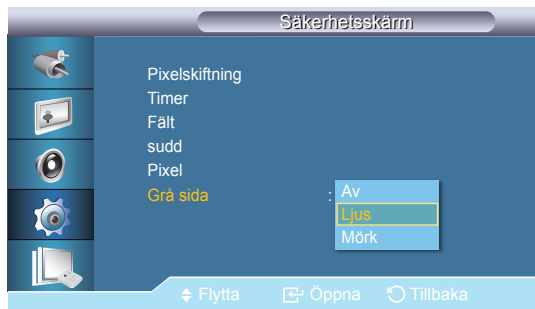 Säkerhetsskärm
Pixelskiftning
Timer
Fält
sudd
Pixel
Grå sida : Av
Ljus
Mörk
Flytta Öppna Tillbaka